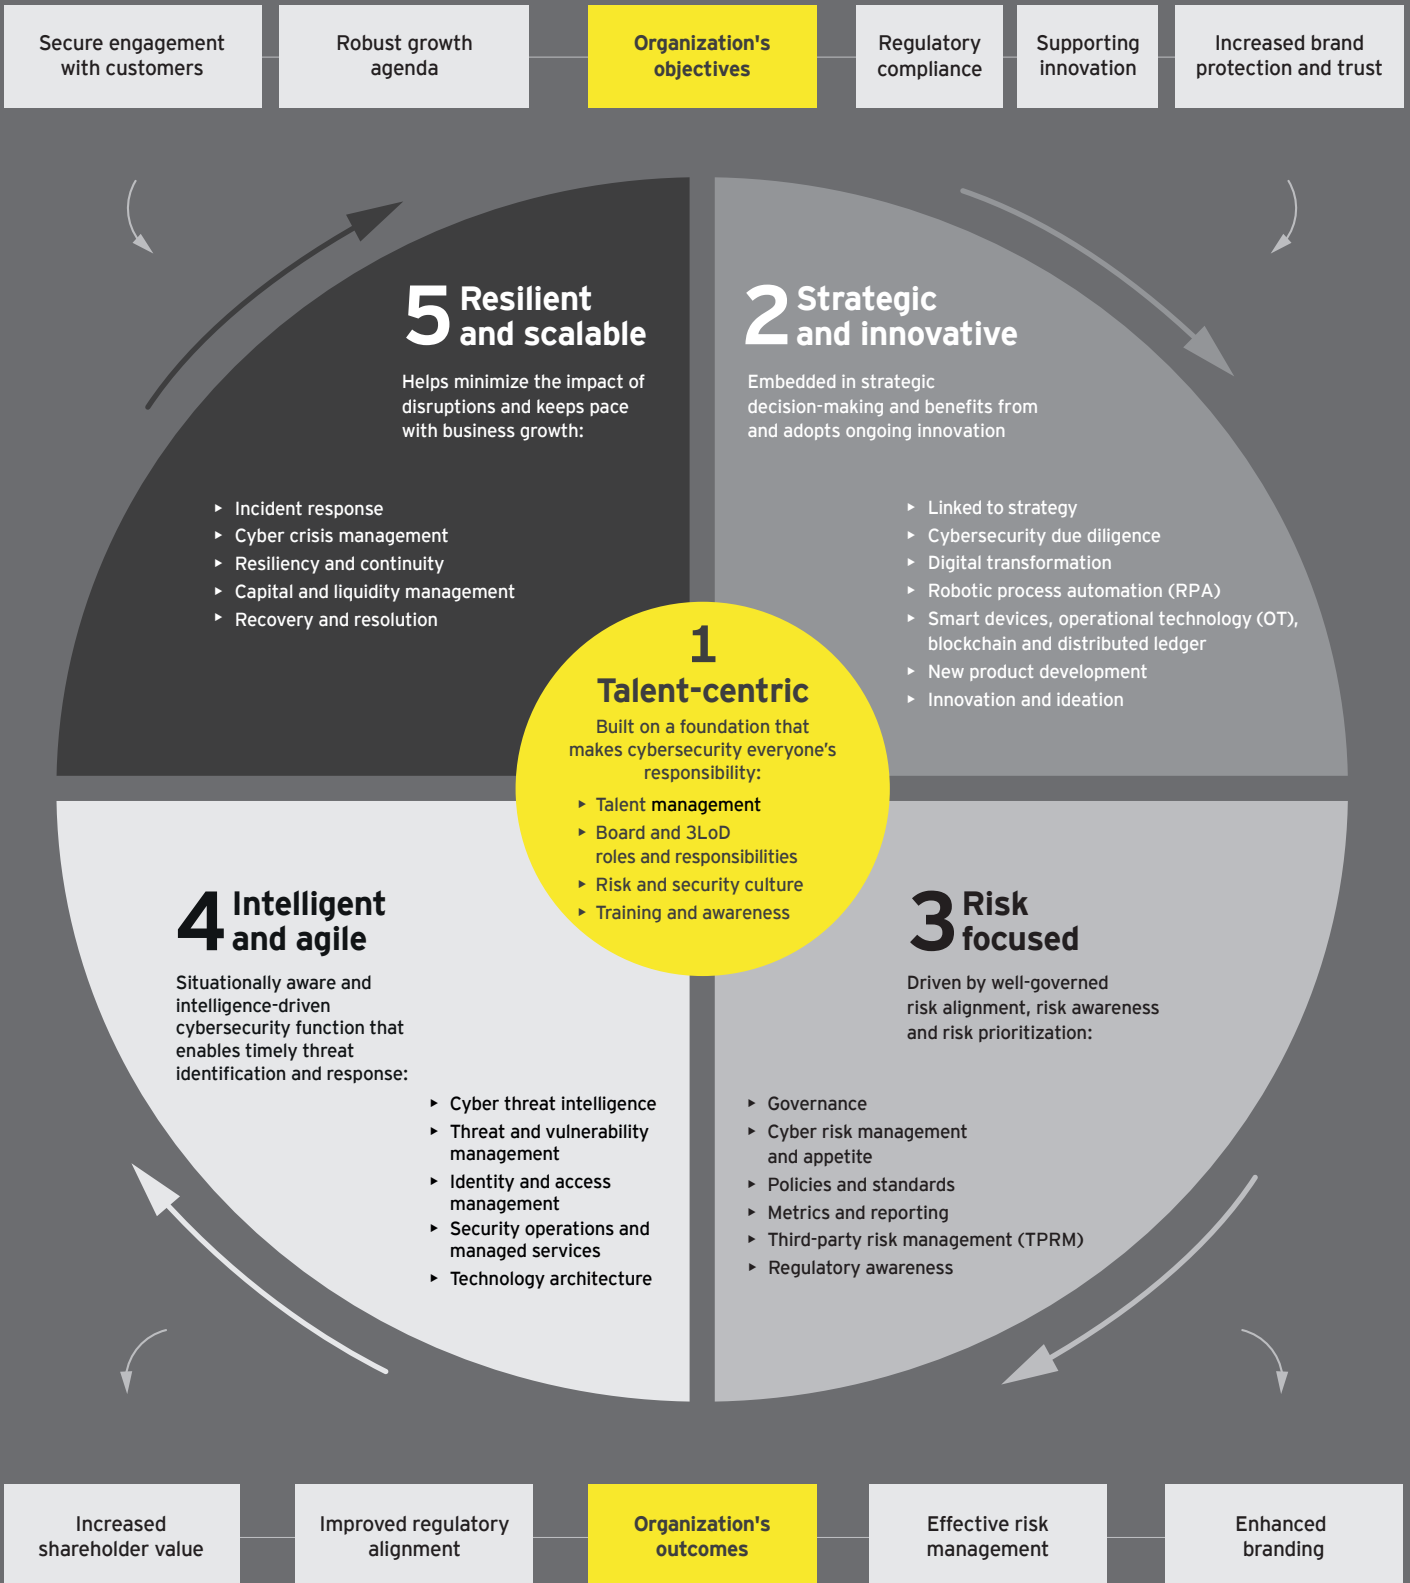 Secure engagement
with customers
Robust growth
agenda
Organization's
objectives
Regulatory
compliance
Supporting
innovation
Increased brand
protection and trust
5 Resilient
and scalable
Helps minimize the impact of
disruptions and keeps pace
with business growth:
‣ Incident response
‣ Cyber crisis management
‣ Resiliency and continuity
‣ Capital and liquidity management
‣ Recovery and resolution
2 Strategic
and innovative
Embedded in strategic
decision-making and benefits from
and adopts ongoing innovation
‣ Linked to strategy
‣ Cybersecurity due diligence
‣ Digital transformation
‣ Robotic process automation (RPA)
‣ Smart devices, operational technology (OT),
blockchain and distributed ledger
‣ New product development
‣ Innovation and ideation
1
Talent-centric
Built on a foundation that
makes cybersecurity everyone’s
responsibility:
‣ Talent management
‣ Board and 3LoD
roles and responsibilities
‣ Risk and security culture
‣ Training and awareness
4 Intelligent
and agile
Situationally aware and
intelligence-driven
cybersecurity function that
enables timely threat
identification and response:
‣ Cyber threat intelligence
‣ Threat and vulnerability
management
‣ Identity and access
management
‣ Security operations and
managed services
‣ Technology architecture
3 Risk
focused
Driven by well-governed
risk alignment, risk awareness
and risk prioritization:
‣ Governance
‣ Cyber risk management
and appetite
‣ Policies and standards
‣ Metrics and reporting
‣ Third-party risk management (TPRM)
‣ Regulatory awareness
Increased
shareholder value
Improved regulatory
alignment
Organization's
outcomes
Effective risk
management
Enhanced
branding